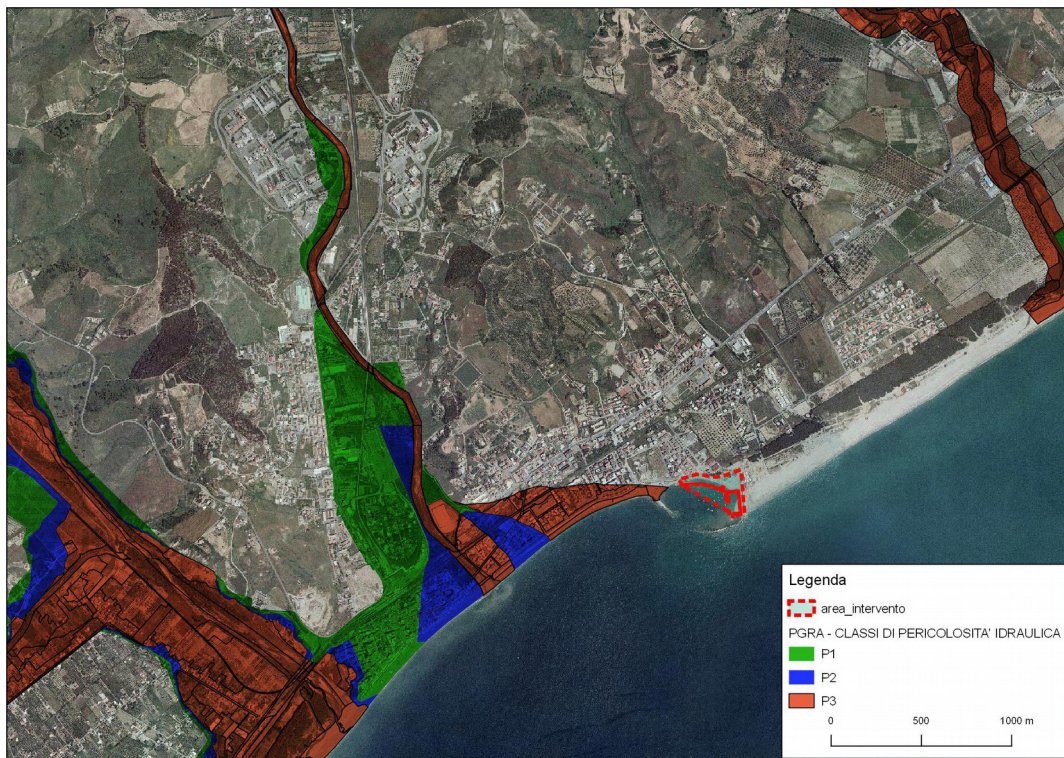 Legenda
area_intervento
PGRA - CLASSI DI PERICOLOSITA' IDRAULICA
P1
P2
P3
0 500 1000 m